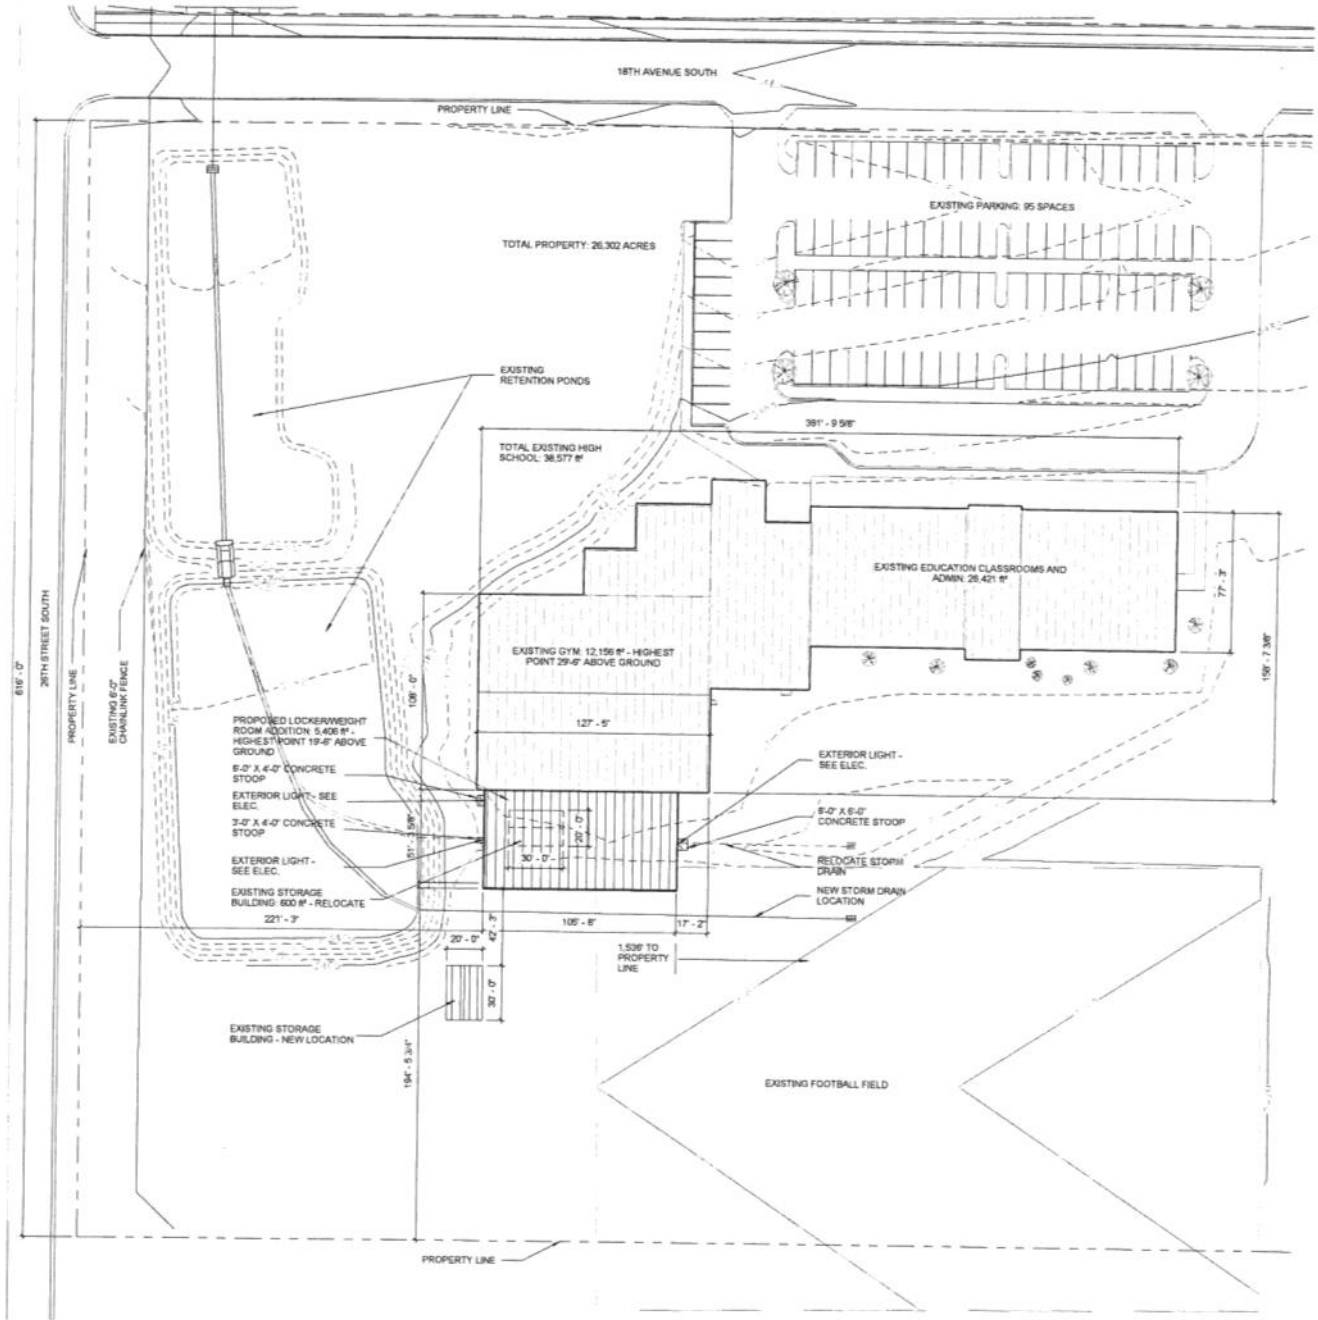 18TH AVENUE SOUTH
PROPERTY LINE
EXISTING PARKING: 95 SPACES
TOTAL PROPERTY: 26,302 ACRES
EXISTING
RETENTION PONDS
381' - 9 5/8"
TOTAL EXISTING HIGH
SCHOOL: 38,577 ft²
EXISTING EDUCATION CLASSROOMS AND
ADMIN: 26,421 ft²
77' - 3"
158' - 7 3/8"
26TH STREET SOUTH
616' - 0"
PROPERTY LINE
EXISTING 6'-0"
CHAINLINK FENCE
108' - 0"
EXISTING GYM: 12,156 ft² - HIGHEST
POINT 29'-6" ABOVE GROUND
127' - 5"
PROPOSED LOCKER/WEIGHT
ROOM ADDITION: 5,406 ft² -
HIGHEST POINT 19'-6" ABOVE
GROUND
6'-0" X 4'-0" CONCRETE
STOOP
EXTERIOR LIGHT - SEE
ELEC.
3'-0" X 4'-0" CONCRETE
STOOP
EXTERIOR LIGHT -
SEE ELEC.
EXISTING STORAGE
BUILDING: 600 ft² - RELOCATE
51' - 3 5/8"
20' - 0"
30' - 0"
EXTERIOR LIGHT -
SEE ELEC.
CONCRETE STOOP
RELOCATE STORM
DRAIN
NEW STORM DRAIN
LOCATION
221' - 3"
105' - 6"
17' - 2"
20' - 0"
42' - 3"
30' - 0"
1,536' TO
PROPERTY
LINE
EXISTING STORAGE
BUILDING - NEW LOCATION
194' - 5 3/4"
EXISTING FOOTBALL FIELD
PROPERTY LINE